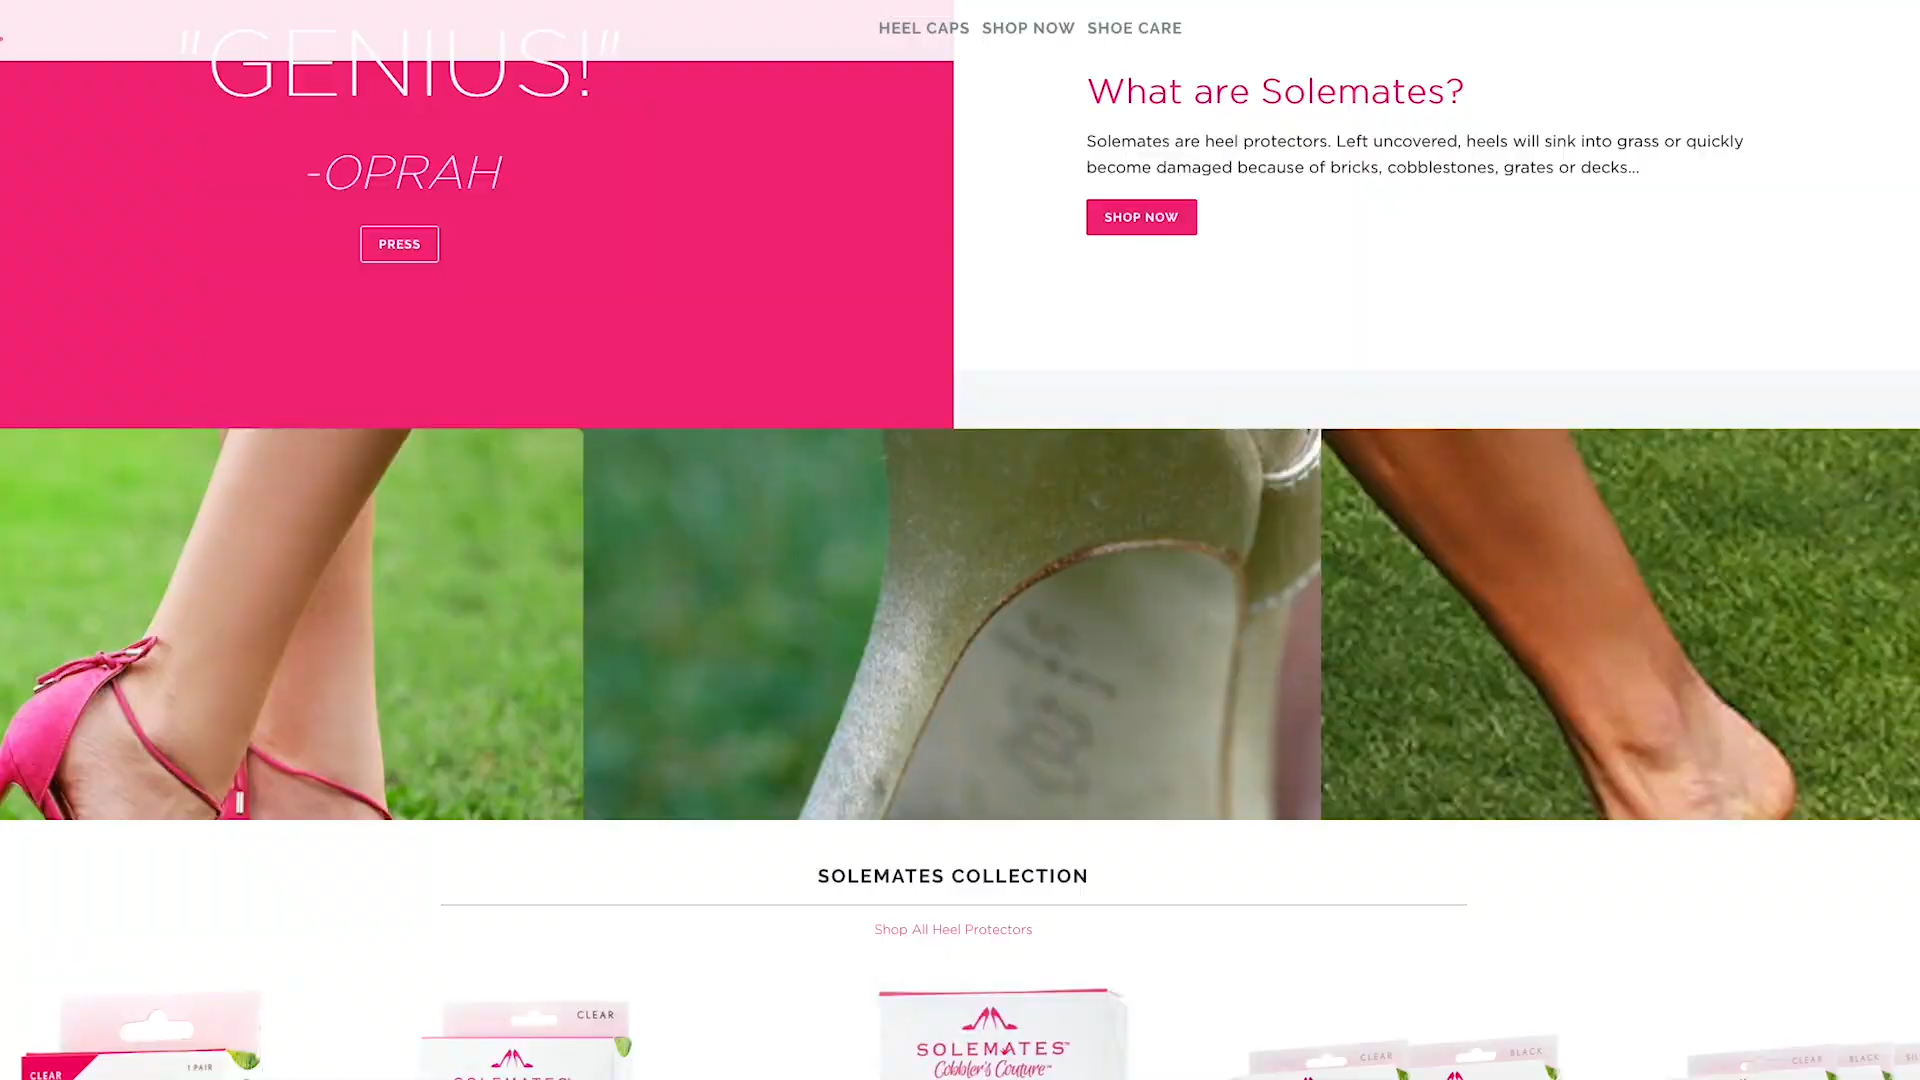 HEEL CAPS SHOP NOW SHOE CARE
"GENIUS!"
-OPRAH
PRESS
What are Solemates?
Solemates are heel protectors. Left uncovered, heels will sink into grass or quickly
become damaged because of bricks, cobblestones, grates or decks...
SHOP NOW
SOLEMATES COLLECTION
Shop All Heel Protectors
CLEAR
1 PAIR
CLEAR
SOLEMATES
SOLEMATES™
Cobbler's Couture™
CLEAR
BLACK
CLEAR
BLACK